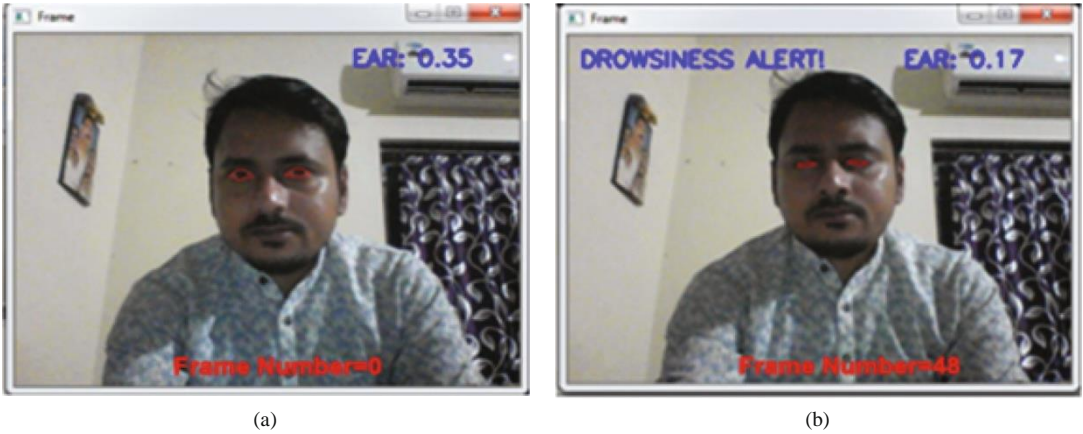 Frame
EAR: 0.35
Frame Number=0
(a)
Frame
DROWSINESS ALERT!
EAR: 0.17
Frame Number=48
(b)